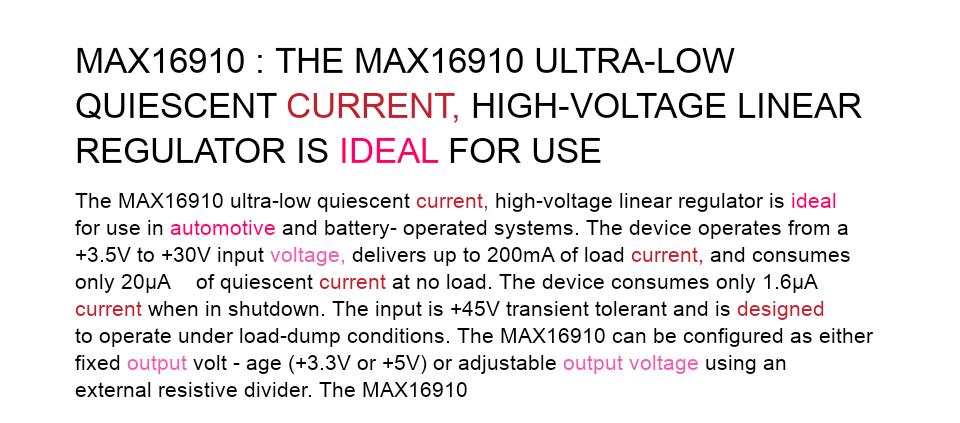 MAX16910 : THE MAX16910 ULTRA-LOW
QUIESCENT CURRENT, HIGH-VOLTAGE LINEAR
REGULATOR IS IDEAL FOR USE
The MAX16910 ultra-low quiescent current, high-voltage linear regulator is ideal
for use in automotive and battery- operated systems. The device operates from a
+3.5V to +30V input voltage, delivers up to 200mA of load current, and consumes
only 20µA    of quiescent current at no load. The device consumes only 1.6µA
current when in shutdown. The input is +45V transient tolerant and is designed
to operate under load-dump conditions. The MAX16910 can be configured as either
fixed output volt - age (+3.3V or +5V) or adjustable output voltage using an
external resistive divider. The MAX16910